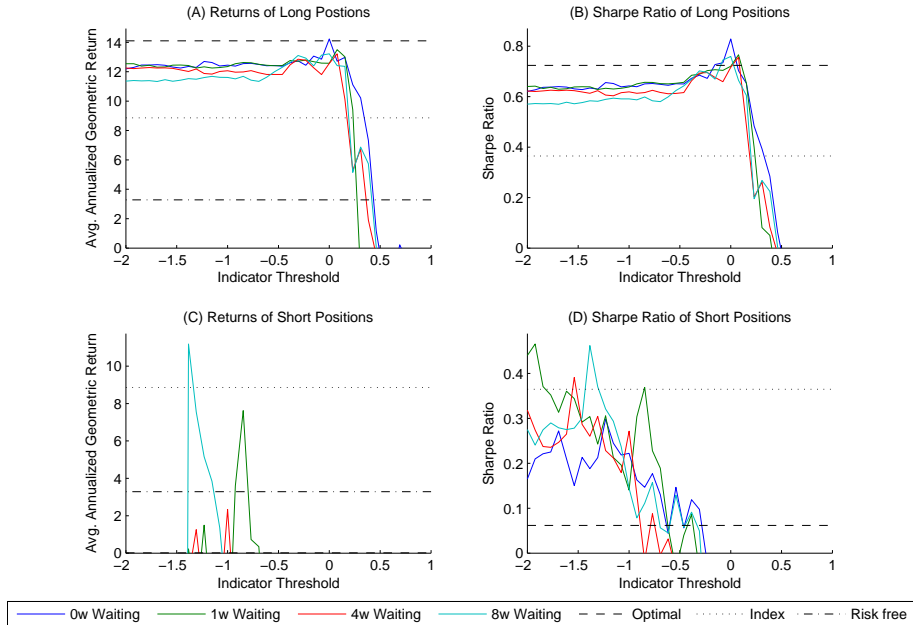 (A) Returns of Long Postions
Avg. Annualized Geometric Return
14
12
10
8
6
4
2
0
−2 −1.5 −1 −0.5 0 0.5 1
Indicator Threshold
(B) Sharpe Ratio of Long Positions
Sharpe Ratio
0.8
0.6
0.4
0.2
0
−2 −1.5 −1 −0.5 0 0.5 1
Indicator Threshold
(C) Returns of Short Positions
Avg. Annualized Geometric Return
10
8
6
4
2
0
−2 −1.5 −1 −0.5 0 0.5 1
Indicator Threshold
(D) Sharpe Ratio of Short Positions
Sharpe Ratio
0.4
0.3
0.2
0.1
0
−2 −1.5 −1 −0.5 0 0.5 1
Indicator Threshold
0w Waiting 1w Waiting 4w Waiting 8w Waiting Optimal Index Risk free